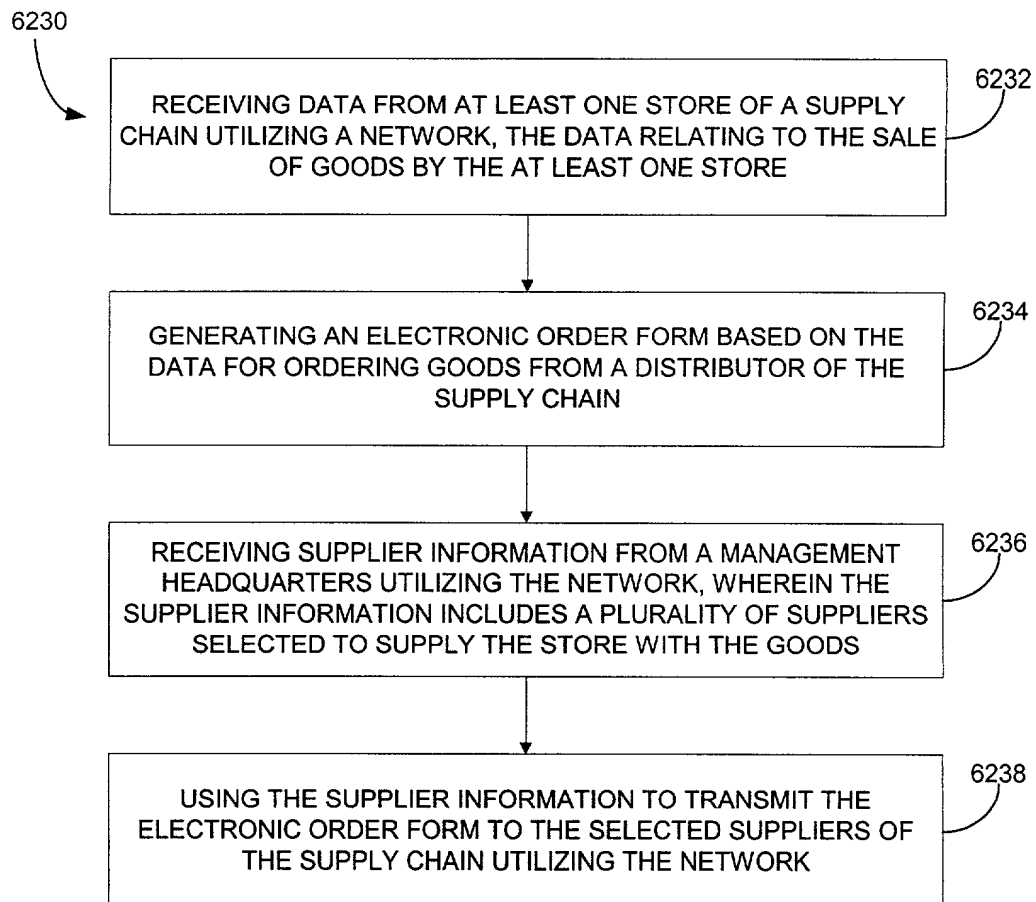 6230
6232
RECEIVING DATA FROM AT LEAST ONE STORE OF A SUPPLY
CHAIN UTILIZING A NETWORK, THE DATA RELATING TO THE SALE
OF GOODS BY THE AT LEAST ONE STORE
6234
GENERATING AN ELECTRONIC ORDER FORM BASED ON THE
DATA FOR ORDERING GOODS FROM A DISTRIBUTOR OF THE
SUPPLY CHAIN
6236
RECEIVING SUPPLIER INFORMATION FROM A MANAGEMENT
HEADQUARTERS UTILIZING THE NETWORK, WHEREIN THE
SUPPLIER INFORMATION INCLUDES A PLURALITY OF SUPPLIERS
SELECTED TO SUPPLY THE STORE WITH THE GOODS
6238
USING THE SUPPLIER INFORMATION TO TRANSMIT THE
ELECTRONIC ORDER FORM TO THE SELECTED SUPPLIERS OF
THE SUPPLY CHAIN UTILIZING THE NETWORK